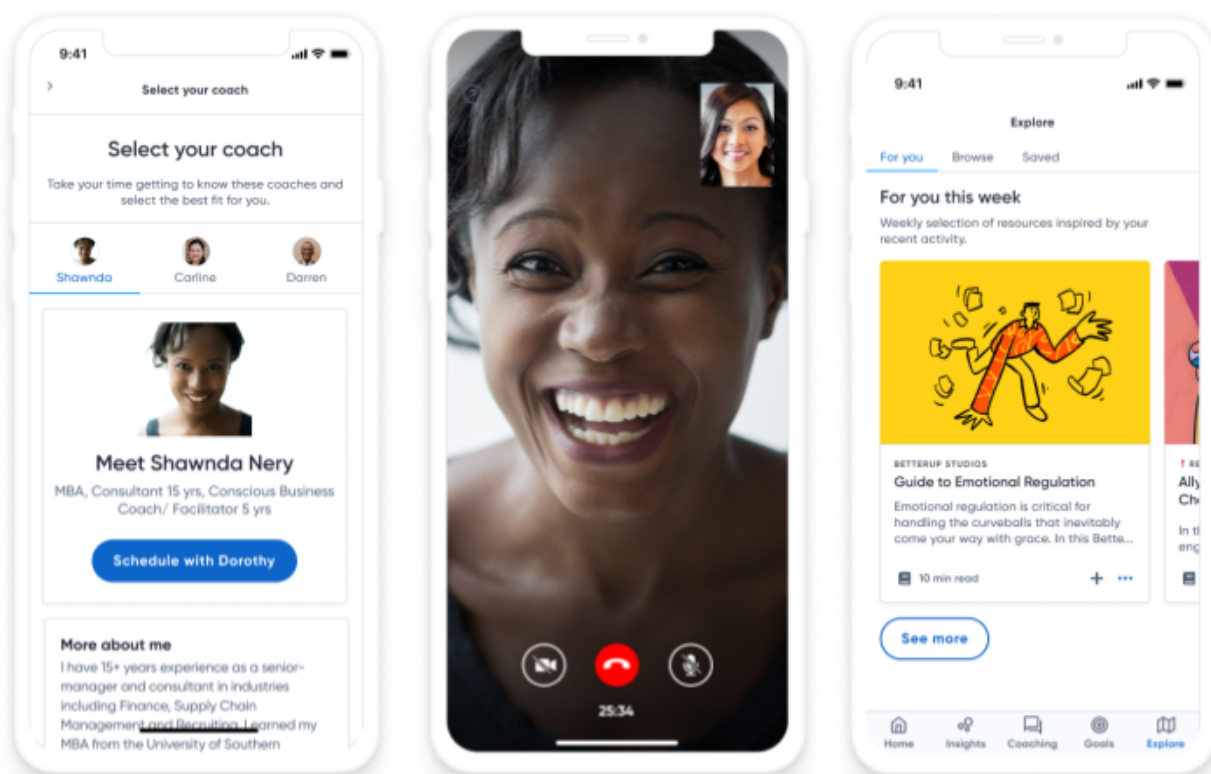 9:41
Select your coach
Select your coach
Take your time getting to know these coaches and
select the best fit for you.
Shawnda
Carline
Darren
Meet Shawnda Nery
MBA, Consultant 15 yrs, Conscious Business
Coach/ Facilitator 5 yrs
Schedule with Dorothy
More about me
I have 15+ years experience as a senior-
manager and consultant in industries
including Finance, Supply Chain
Management and Recruiting. Learned my
MBA from the University of Southern
25:34
9:41
Explore
For you
Browse
Saved
For you this week
Weekly selection of resources inspired by your
recent activity.
BETTERUP STUDIOS
Guide to Emotional Regulation
Emotional regulation is critical for
handling the curveballs that inevitably
come your way with grace. In this Bette...
10 min read
Ally
See more
Home
Insights
Coaching
Goals
Explore